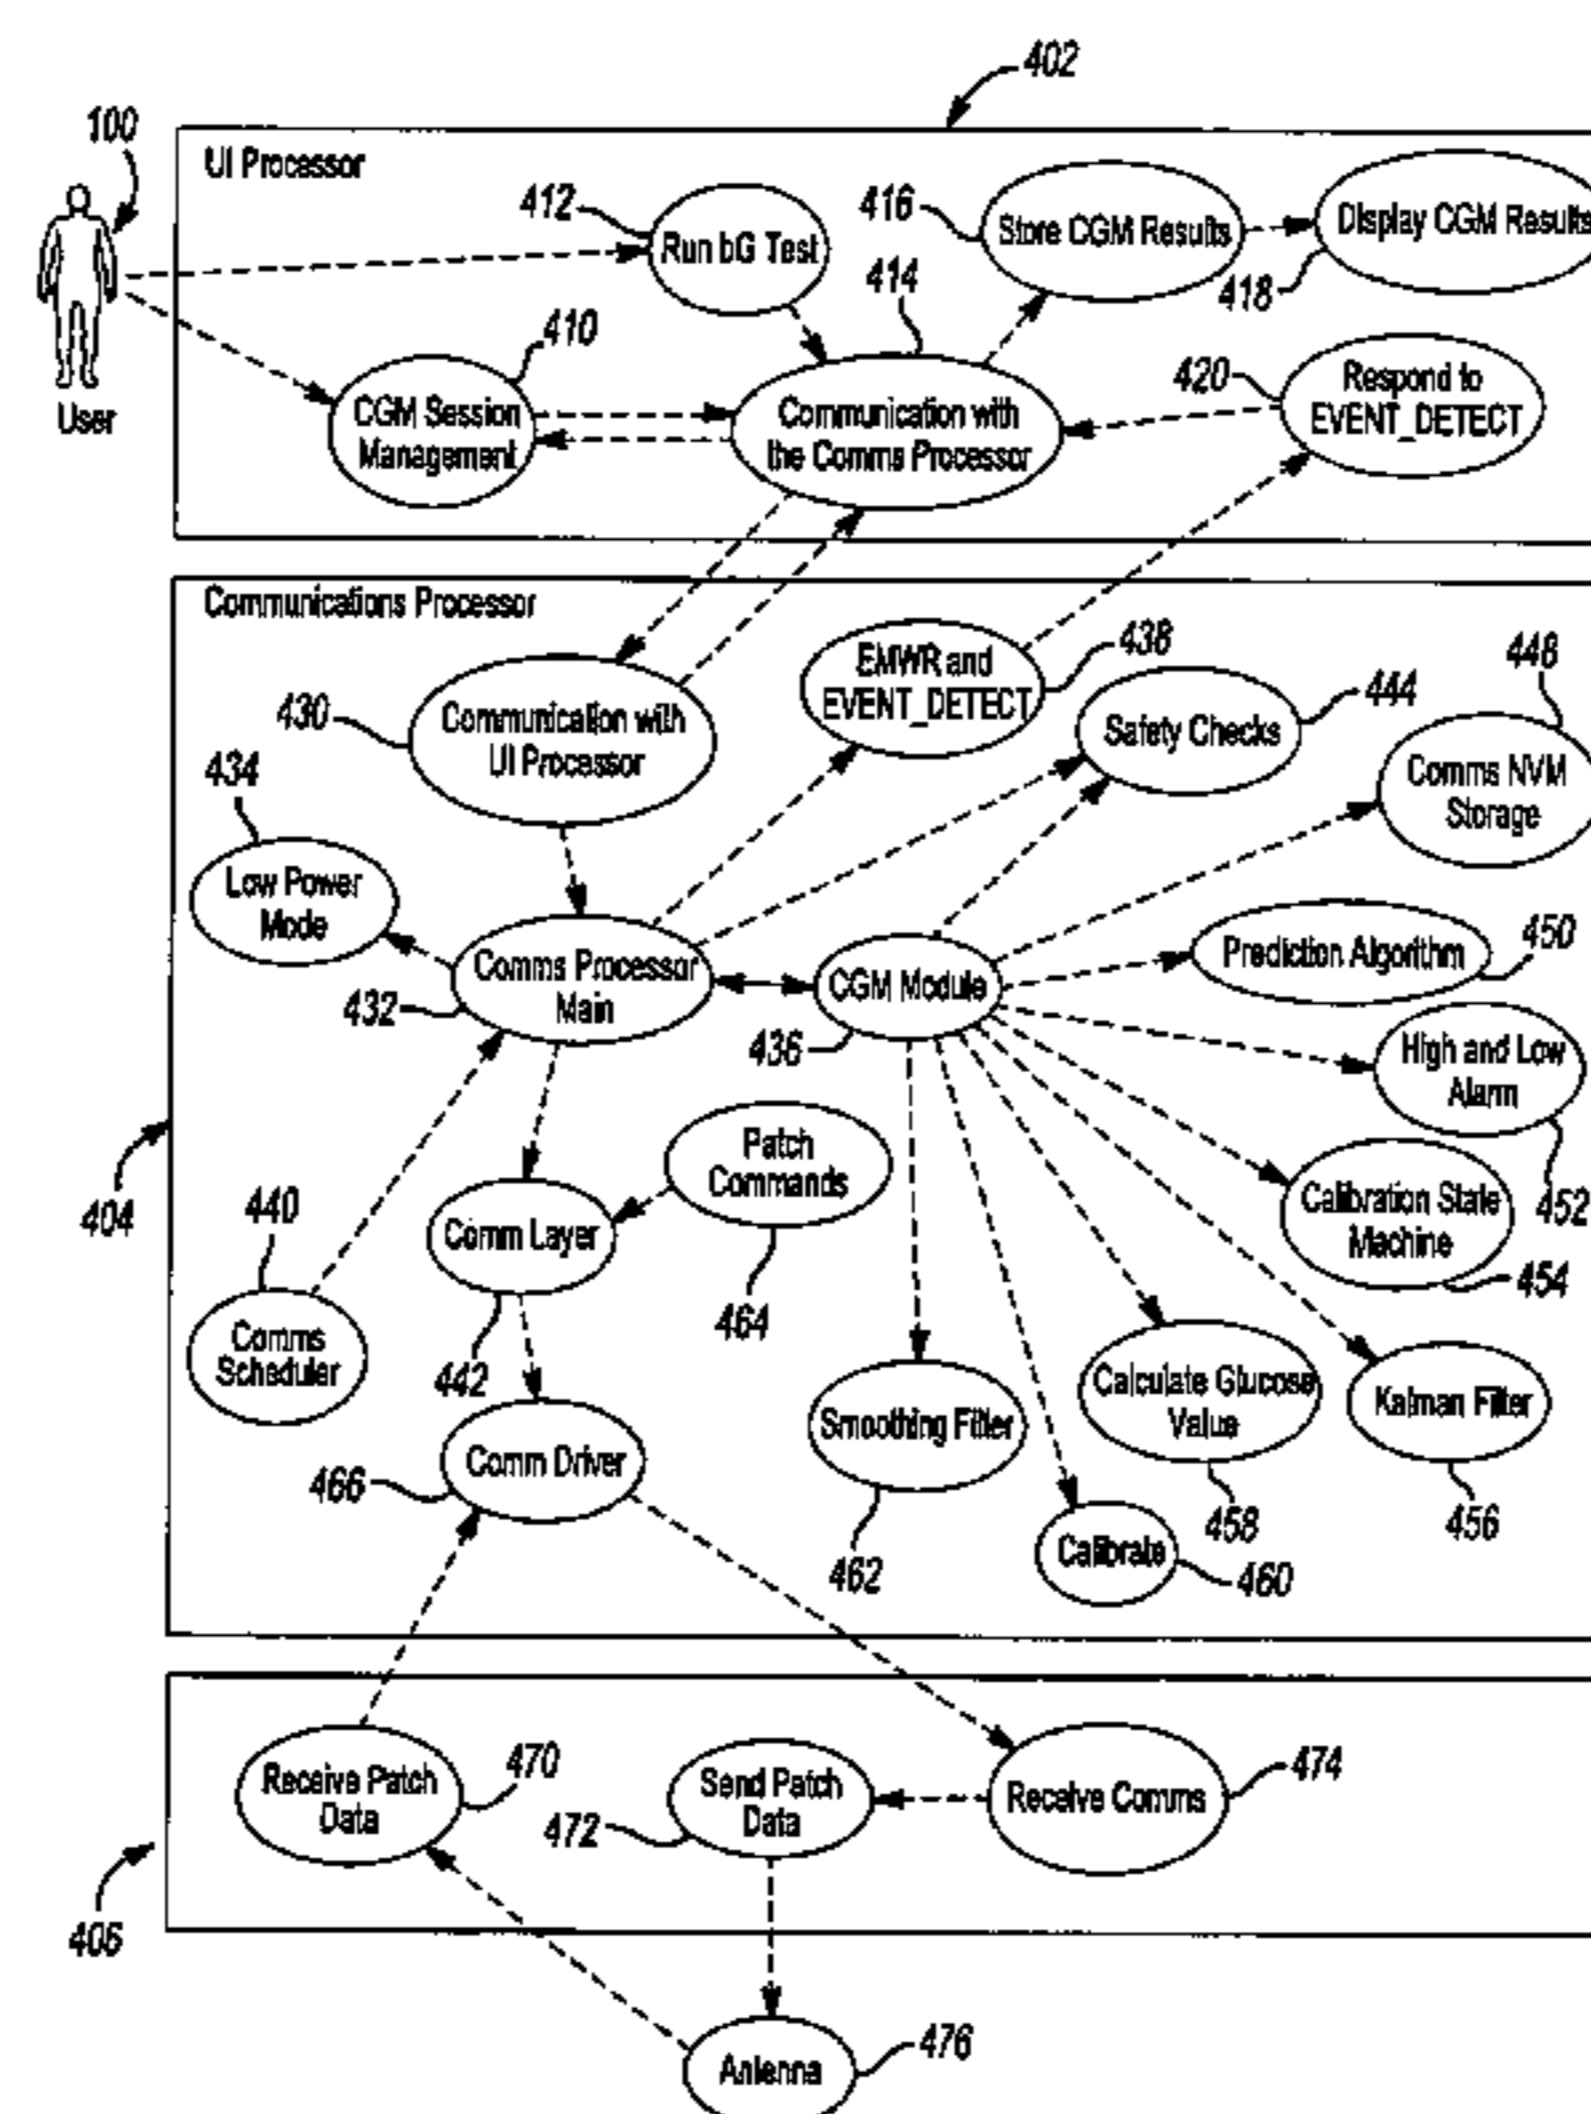 402
100
UI Processor
412
Run bG Test
416
Store CGM Results
Display CGM Results
414
418
410
User
CGM Session
Management
Communication with
the Comms Processor
420
Respond to
EVENT_DETECT
Communications Processor
430
Communication with
UI Processor
EMWR and
EVENT_DETECT
438
Safety Checks
444
448
Comms NVM
Storage
434
Low Power
Mode
Comms Processor
Main
432
CGM Module
436
Prediction Algorithm
450
High and Low
Alarm
452
404
440
Patch
Commands
464
Comm Layer
442
Calibration State
Machine
454
Comms
Scheduler
Comm Driver
466
Smoothing Filter
462
Calculate Glucose
Value
458
Kalman Filter
456
Calibrate
460
Receive Patch
Data
470
Send Patch
Data
472
Receive Comms
474
406
Antenna
476